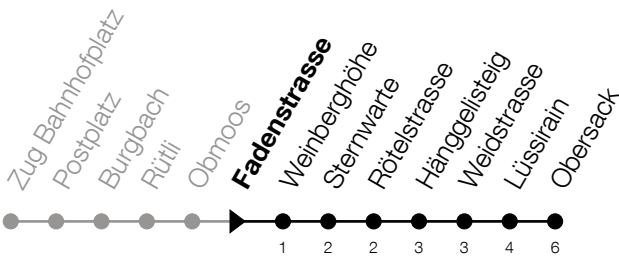 Zug Bahnhofplatz
Postplatz
Burgbach
Rütli
Obmoos
Fadenstrasse
Weinberghöhe
Sternwarte
Rötelstrasse
Hänggelisteig
Weidstrasse
Lüssirain
Obersack
1 2 2 3 3 4 6